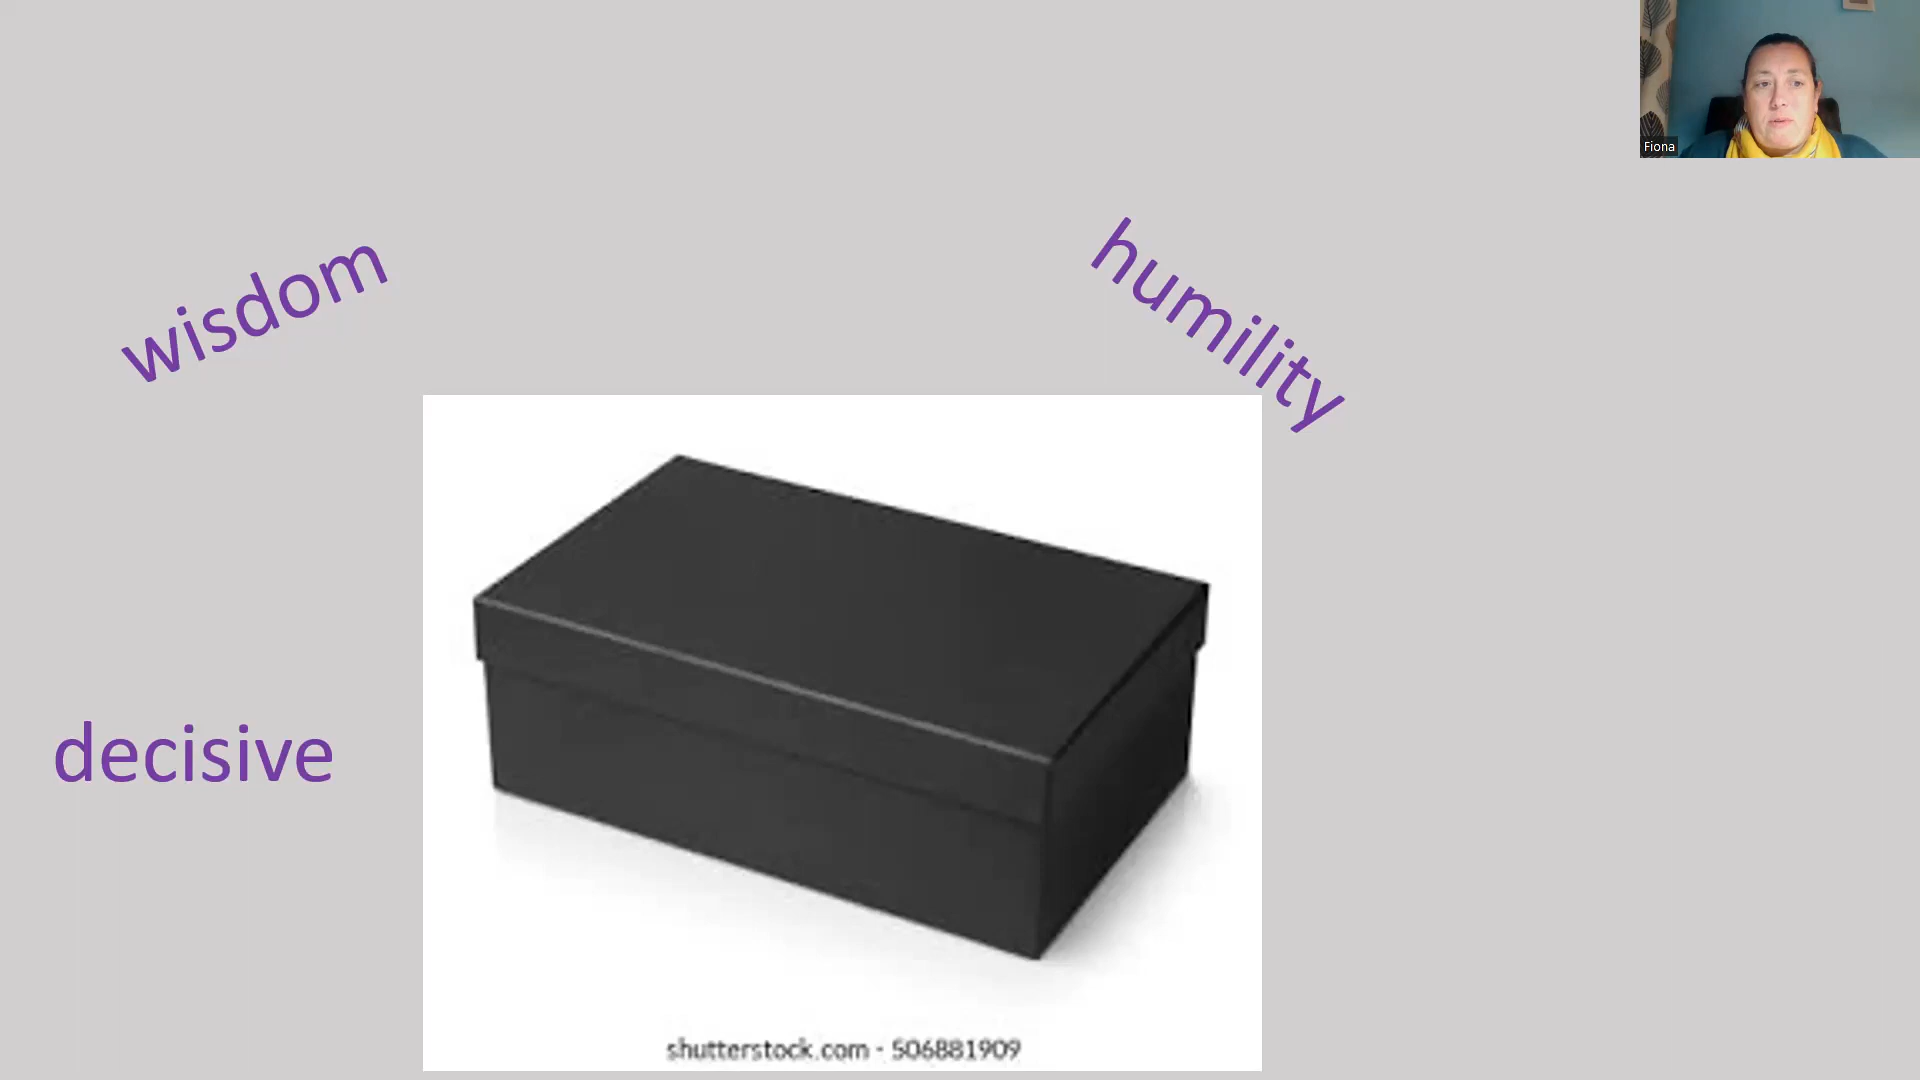 Fiona
wisdom
humility
decisive
shutterstock.com · 506881909